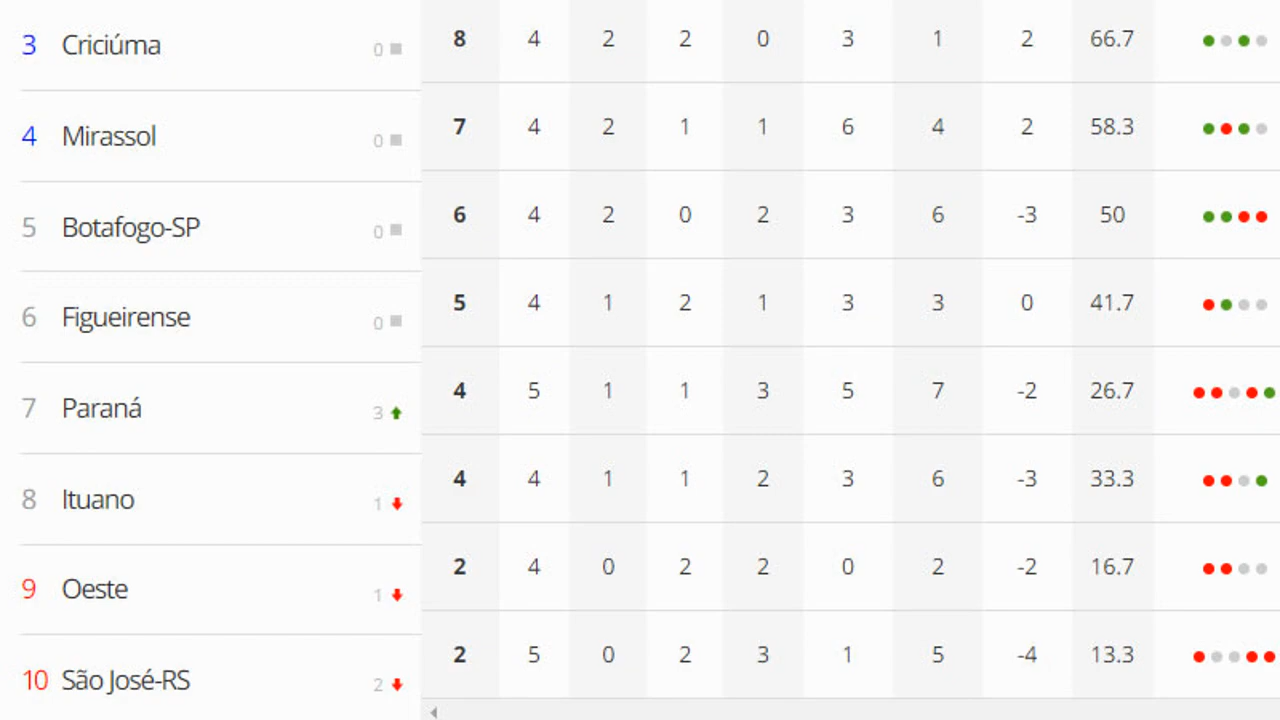 3 Criciúma 0 8 4 2 2 0 3 1 2 66.7
4 Mirassol 0 7 4 2 1 1 6 4 2 58.3
5 Botafogo-SP 0 6 4 2 0 2 3 6 -3 50
6 Figueirense 0 5 4 1 2 1 3 3 0 41.7
7 Paraná 3 4 5 1 1 3 5 7 -2 26.7
8 Ituano 1 4 4 1 1 2 3 6 -3 33.3
9 Oeste 1 2 4 0 2 2 0 2 -2 16.7
10 São José-RS 2 2 5 0 2 3 1 5 -4 13.3